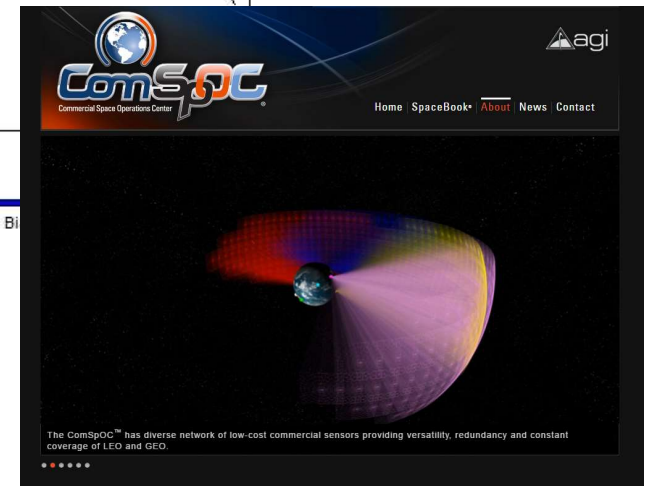 agi
ComSpOC
Commercial Space Operations Center
Home SpaceBook® About News Contact
The ComSpOC™ has diverse network of low-cost commercial sensors providing versatility, redundancy and constant
coverage of LEO and GEO.